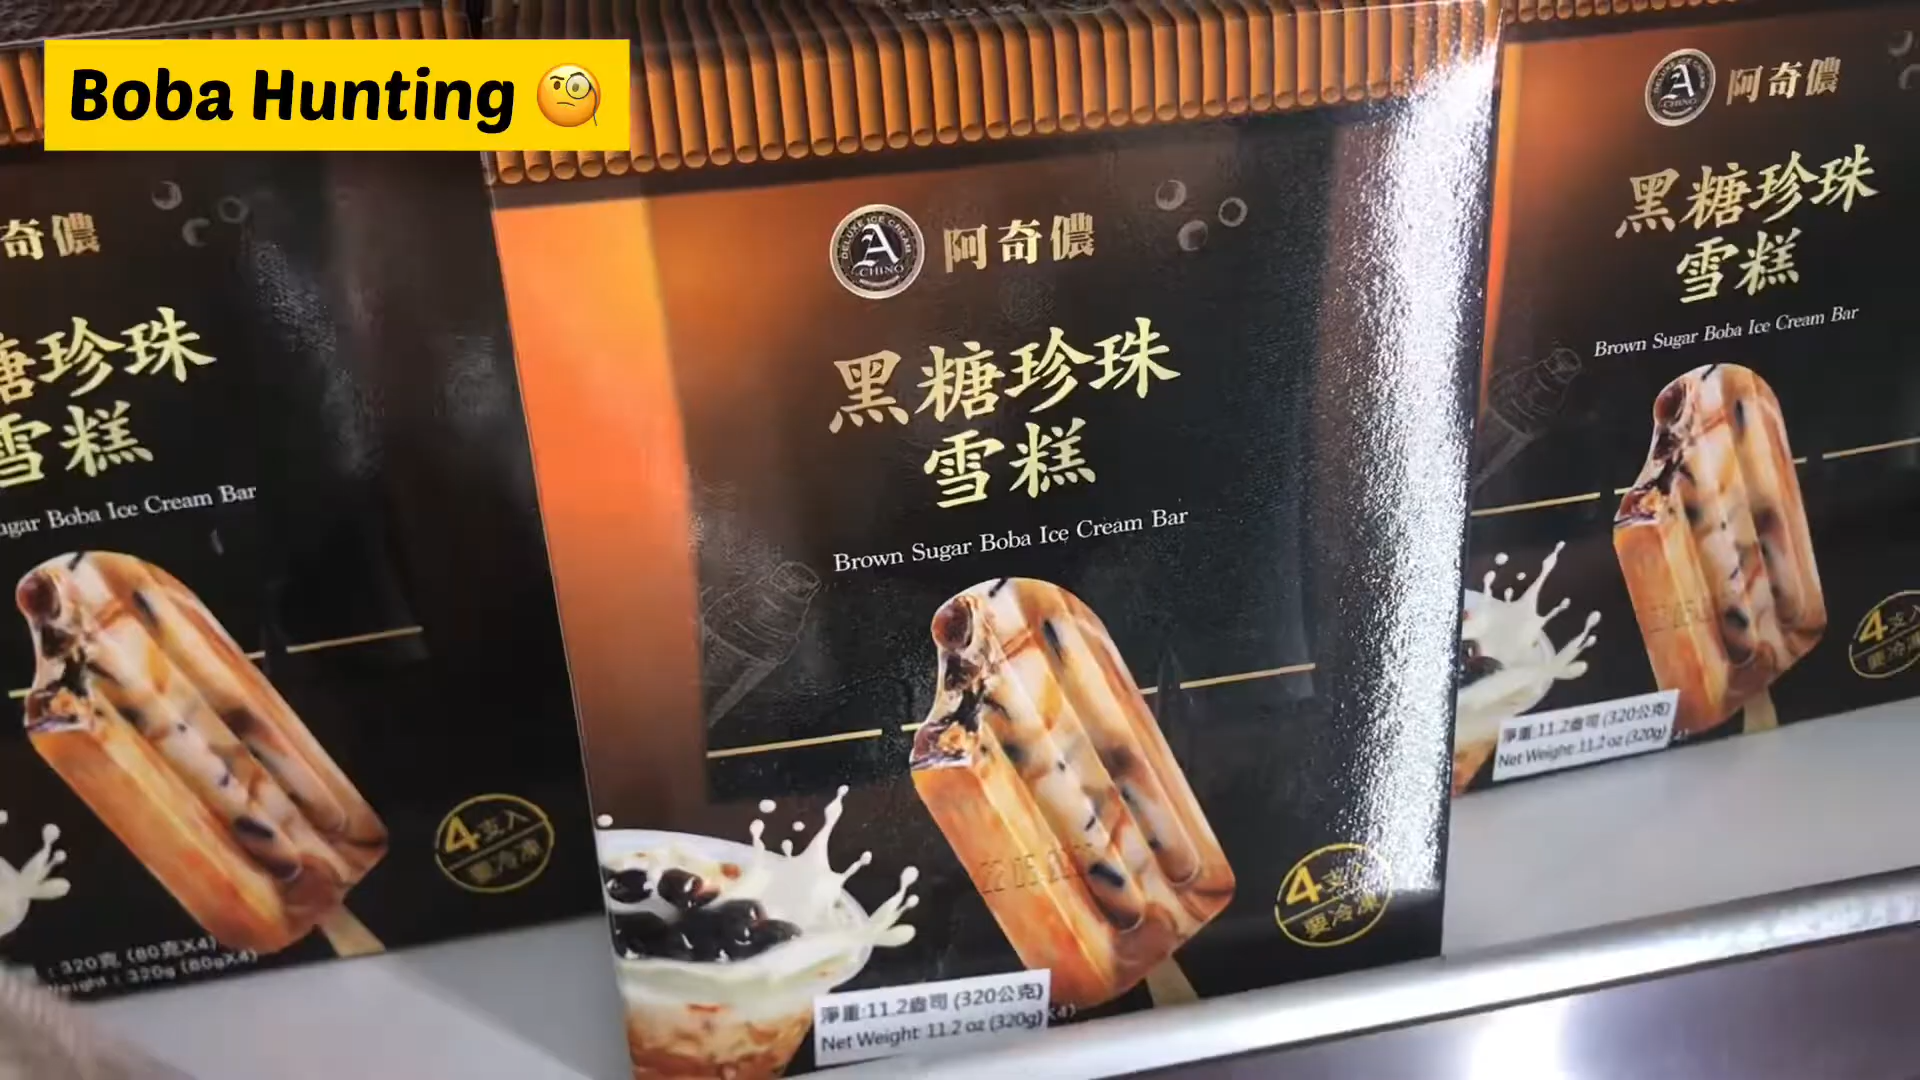 Boba Hunting 🧐
奇儂
糖珍珠
雪糕
ugar Boba Ice Cream Bar
4支入
要冷凍
: 320克 (80克X4)
eight : 320g (80gX4)
DELUXE ICE CREAM
A
CHINO
阿奇儂
黑糖珍珠
雪糕
Brown Sugar Boba Ice Cream Bar
4支
要冷凍
淨重:11.2盎司 (320公克)
Net Weight: 11.2 oz (320g)
X4)
A
CHINO
阿奇儂
黑糖珍珠
雪糕
Brown Sugar Boba Ice Cream Bar
4支入
要冷凍
淨重:11.2盎司 (320公克)
Net Weight: 11.2 oz (320g)